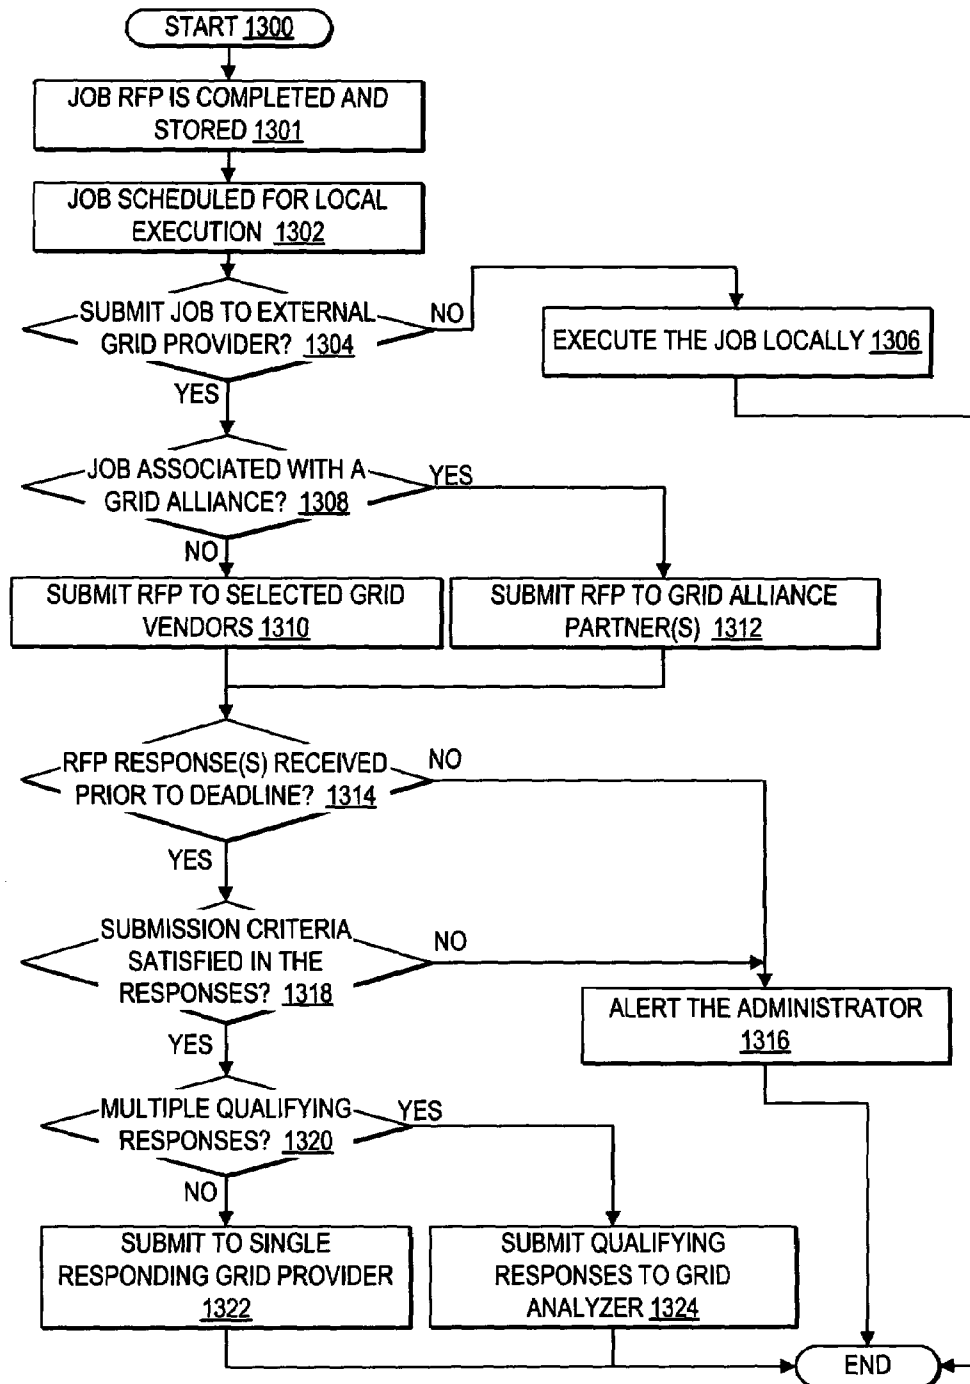 START 1300
JOB RFP IS COMPLETED AND
STORED 1301
JOB SCHEDULED FOR LOCAL
EXECUTION 1302
SUBMIT JOB TO EXTERNAL
GRID PROVIDER? 1304
NO
EXECUTE THE JOB LOCALLY 1306
YES
JOB ASSOCIATED WITH A
GRID ALLIANCE? 1308
YES
NO
SUBMIT RFP TO SELECTED GRID
VENDORS 1310
SUBMIT RFP TO GRID ALLIANCE
PARTNER(S) 1312
RFP RESPONSE(S) RECEIVED
PRIOR TO DEADLINE? 1314
NO
YES
SUBMISSION CRITERIA
SATISFIED IN THE
RESPONSES? 1318
NO
ALERT THE ADMINISTRATOR
1316
YES
MULTIPLE QUALIFYING
RESPONSES? 1320
YES
NO
SUBMIT TO SINGLE
RESPONDING GRID PROVIDER
1322
SUBMIT QUALIFYING
RESPONSES TO GRID
ANALYZER 1324
END